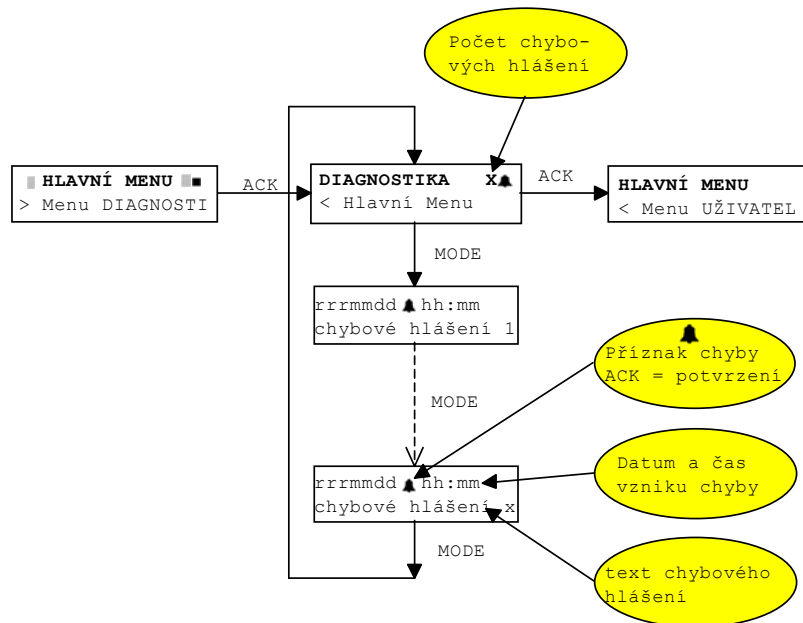 Počet chybo-
vých hlášení
HLAVNÍ MENU
> Menu DIAGNOSTI
ACK
DIAGNOSTIKA X
< Hlavní Menu
ACK
HLAVNÍ MENU
< Menu UŽIVATEL
MODE
rrrmmdd hh:mm
chybové hlášení 1
MODE
Příznak chyby
ACK = potvrzení
rrrmmdd hh:mm
chybové hlášení x
Datum a čas
vzniku chyby
MODE
text chybového
hlášení